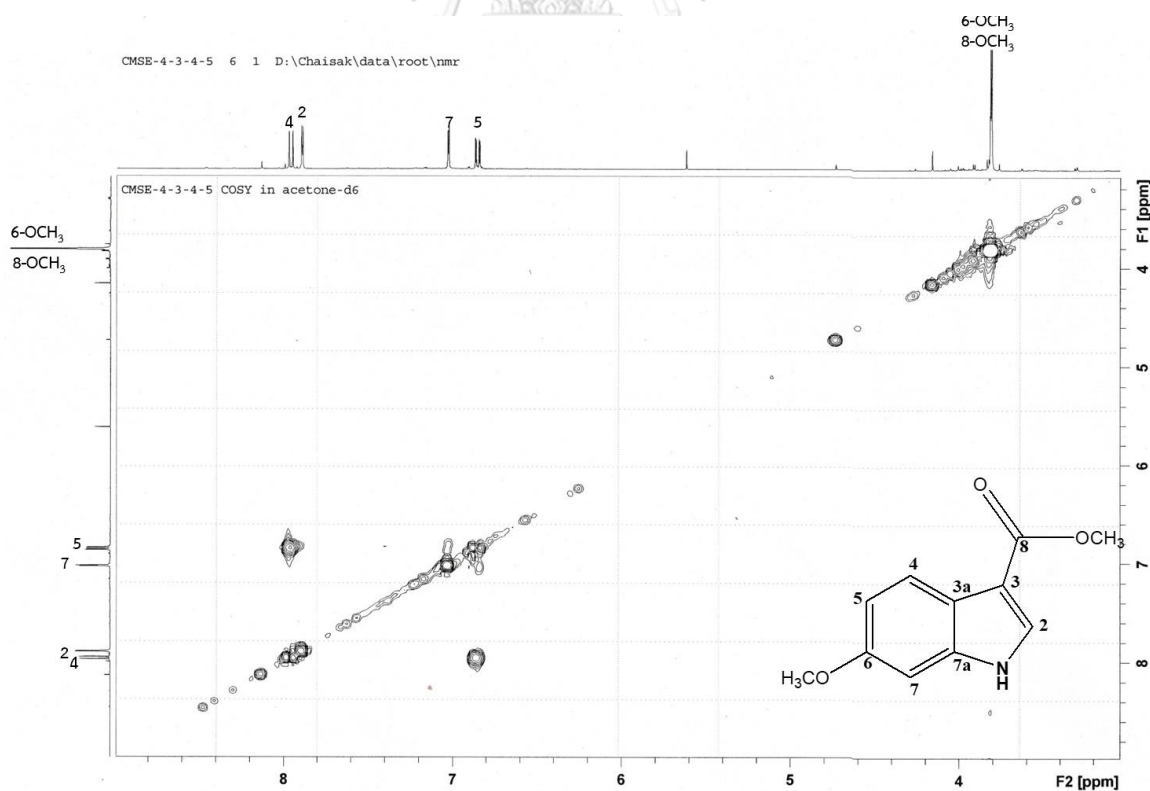 6-OCH3
8-OCH3
CMSE-4-3-4-5 6 1 D:\Chaisak\data\root\nmr
4 2 7 5
CMSE-4-3-4-5 COSY in acetone-d6
6-OCH3
8-OCH3
F1 [ppm]
4
5
6
7
8
5
7
2
4
O
OCH3
8
4
3a
3
5
2
6
7a
H3CO
7
N
H
8 7 6 5 4 F2 [ppm]